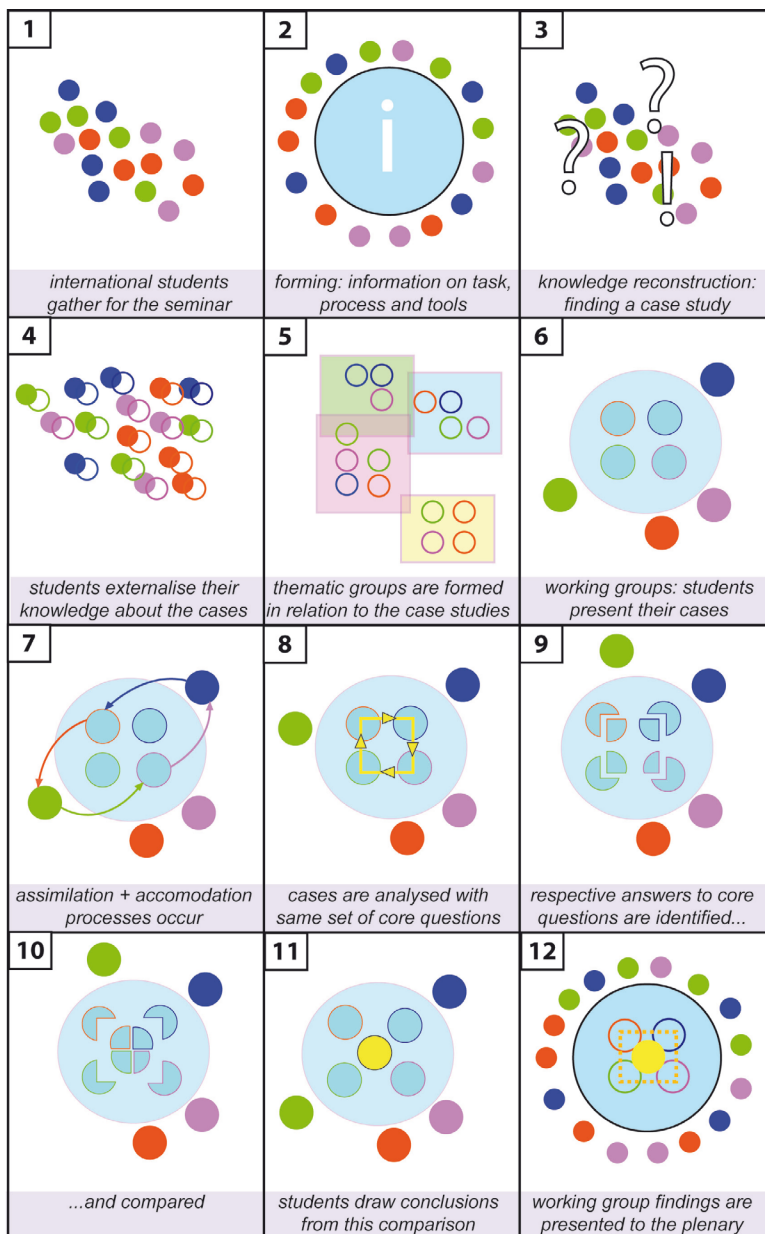 1
international students
gather for the seminar
2
i
forming: information on task,
process and tools
3
? ? !
knowledge reconstruction:
finding a case study
4
students externalise their
knowledge about the cases
5
thematic groups are formed
in relation to the case studies
6
working groups: students
present their cases
7
assimilation + accomodation
processes occur
8
cases are analysed with
same set of core questions
9
respective answers to core
questions are identified...
10
...and compared
11
students draw conclusions
from this comparison
12
working group findings are
presented to the plenary